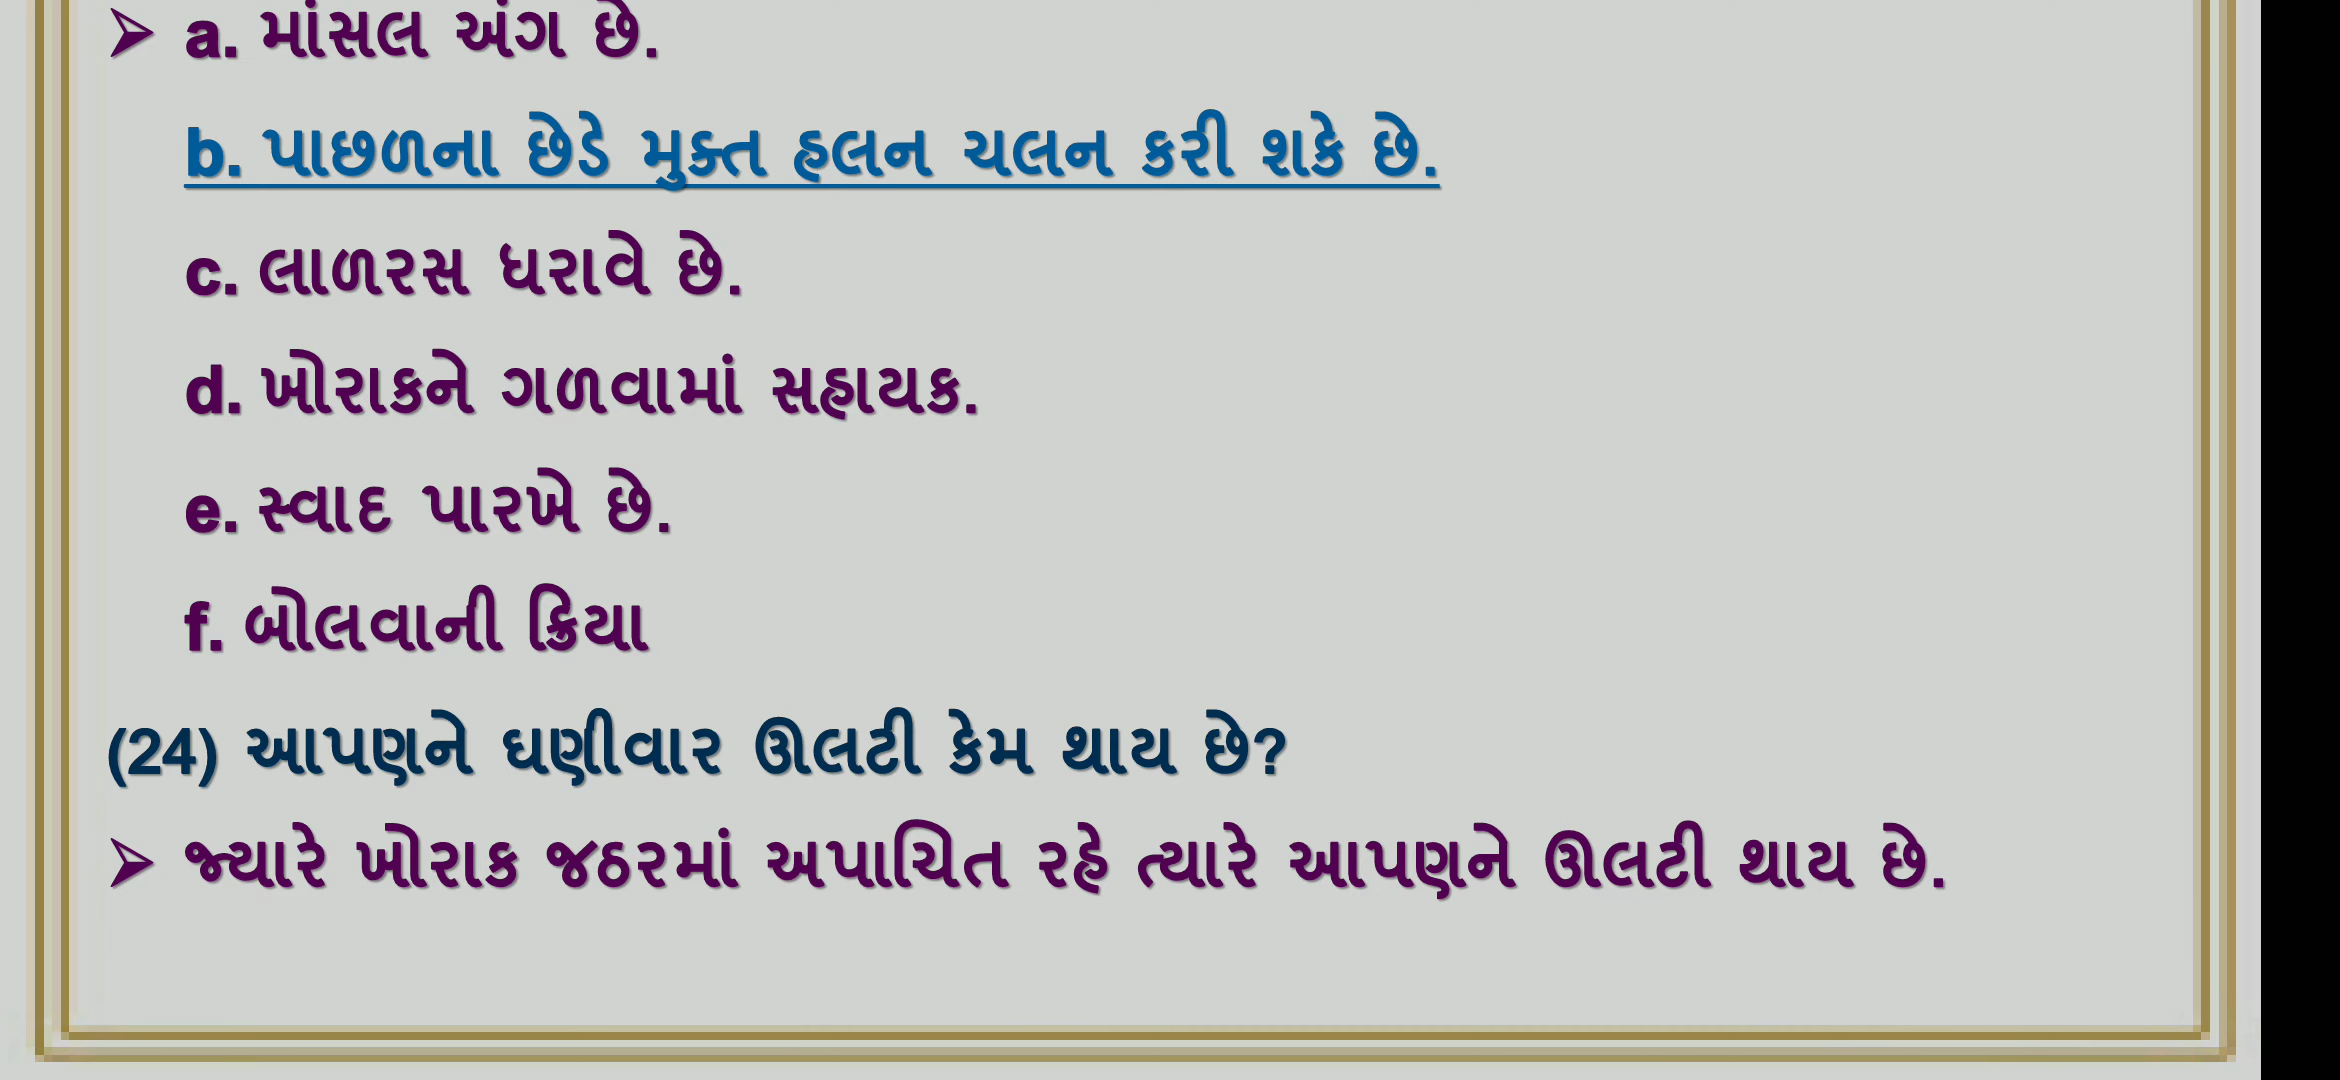 ➢ a. માંસલ અંગ છે.
b. પાછળના છેડે મુક્ત હલન ચલન કરી શકે છે.
c. લાળરસ ધરાવે છે.
d. ખોરાકને ગળવામાં સહાયક.
e. સ્વાદ પારખે છે.
f. બોલવાની ક્રિયા
(24) આપણને ઘણીવાર ઊલટી કેમ થાય છે?
➢ જ્યારે ખોરાક જઠરમાં અપાચિત રહે ત્યારે આપણને ઊલટી થાય છે.